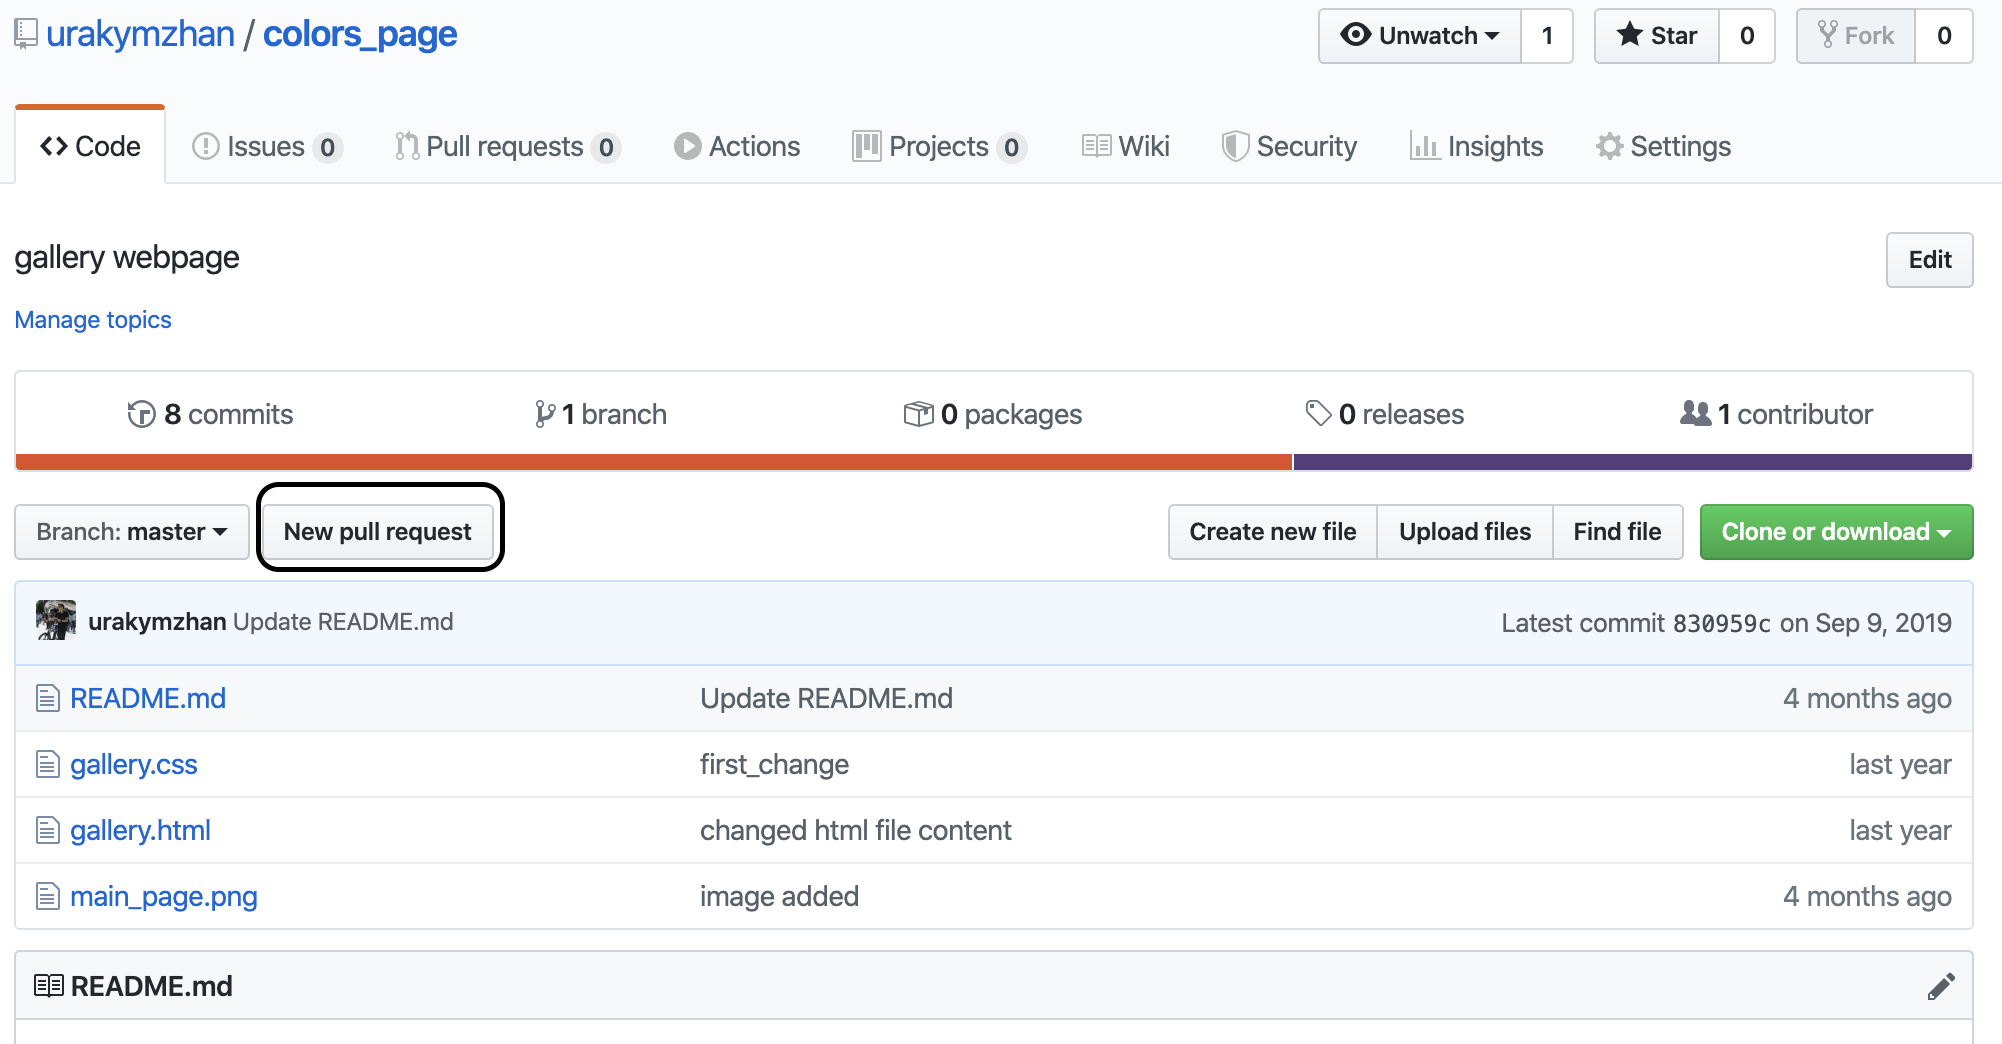 urakymzhan / colors_page Unwatch 1 Star 0 Fork 0
Code Issues 0 Pull requests 0 Actions Projects 0 Wiki Security Insights Settings
gallery webpage Edit
Manage topics
8 commits 1 branch 0 packages 0 releases 1 contributor
Branch: master New pull request Create new file Upload files Find file Clone or download
urakymzhan Update README.md Latest commit 830959c on Sep 9, 2019
README.md Update README.md 4 months ago
gallery.css first_change last year
gallery.html changed html file content last year
main_page.png image added 4 months ago
README.md